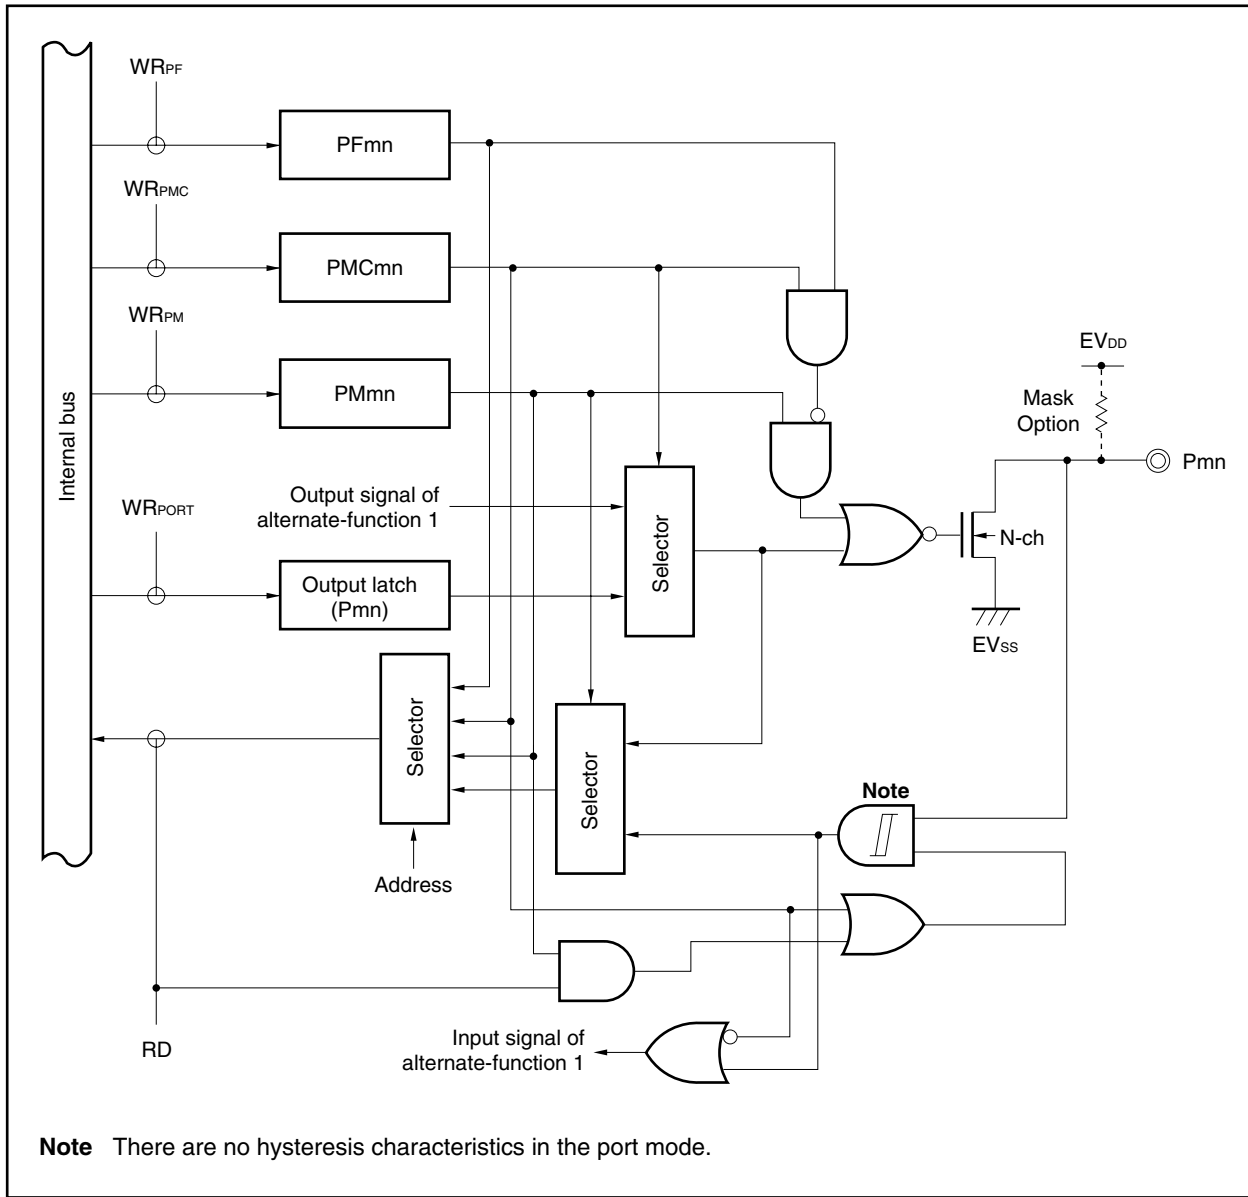 WRPF
PFmn
WRPMC
PMCmn
WRPM
PMmn
EVDD
Mask
Option
Pmn
Internal bus
WRPORT
Output signal of
alternate-function 1
Selector
N-ch
Output latch
(Pmn)
EVSS
Selector
Selector
Note
Address
RD
Input signal of
alternate-function 1
Note There are no hysteresis characteristics in the port mode.